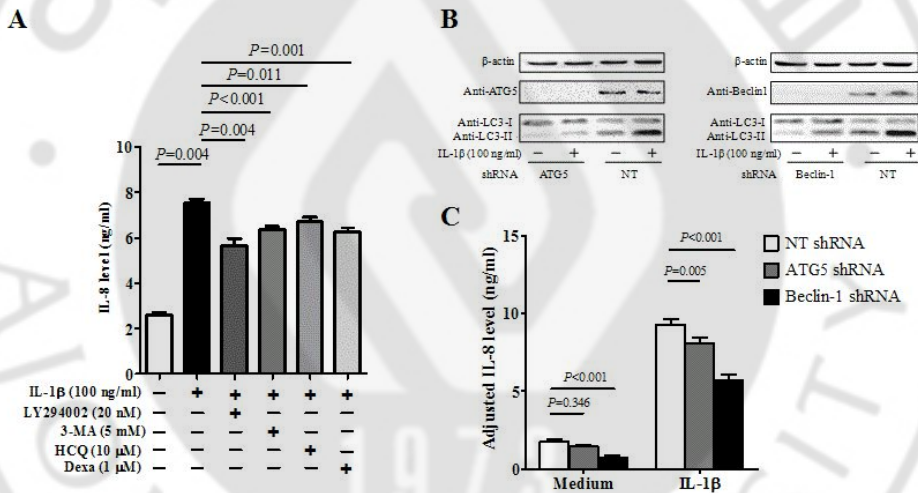 A
P=0.001
P=0.011
P<0.001
P=0.004
P=0.004
IL-8 level (ng/ml)
10
8
6
4
2
0
IL-1β (100 ng/ml) – + + + + +
LY294002 (20 nM) – – + – – –
3-MA (5 mM) – – – + – –
HCQ (10 μM) – – – – + –
Dexa (1 μM) – – – – – +
B
β-actin
Anti-ATG5
Anti-LC3-I
Anti-LC3-II
IL-1β (100 ng/ml) – + – +
shRNA ATG5 NT
β-actin
Anti-Beclin1
Anti-LC3-I
Anti-LC3-II
IL-1β (100 ng/ml) – + – +
shRNA Beclin-1 NT
C
Adjusted IL-8 level (ng/ml)
15
10
5
0
P<0.001
P=0.346
P<0.001
P=0.005
NT shRNA
ATG5 shRNA
Beclin-1 shRNA
Medium IL-1β